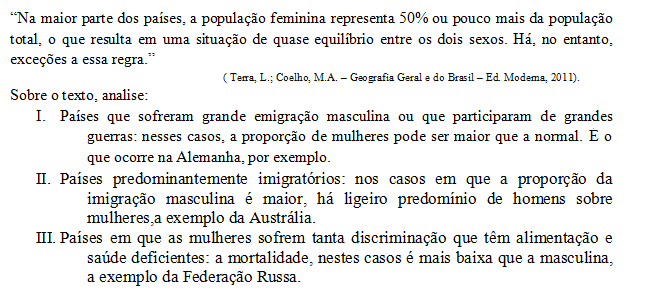 “Na maior parte dos países, a população feminina representa 50% ou pouco mais da população
total, o que resulta em uma situação de quase equilíbrio entre os dois sexos. Há, no entanto,
exceções a essa regra.”
( Terra, L.; Coelho, M.A. – Geografia Geral e do Brasil – Ed. Moderna, 2011).
Sobre o texto, analise:
I. Países que sofreram grande emigração masculina ou que participaram de grandes
guerras: nesses casos, a proporção de mulheres pode ser maior que a normal. É o
que ocorre na Alemanha, por exemplo.
II. Países predominantemente imigratórios: nos casos em que a proporção da
imigração masculina é maior, há ligeiro predomínio de homens sobre
mulheres,a exemplo da Austrália.
III. Países em que as mulheres sofrem tanta discriminação que têm alimentação e
saúde deficientes: a mortalidade, nestes casos é mais baixa que a masculina,
a exemplo da Federação Russa.